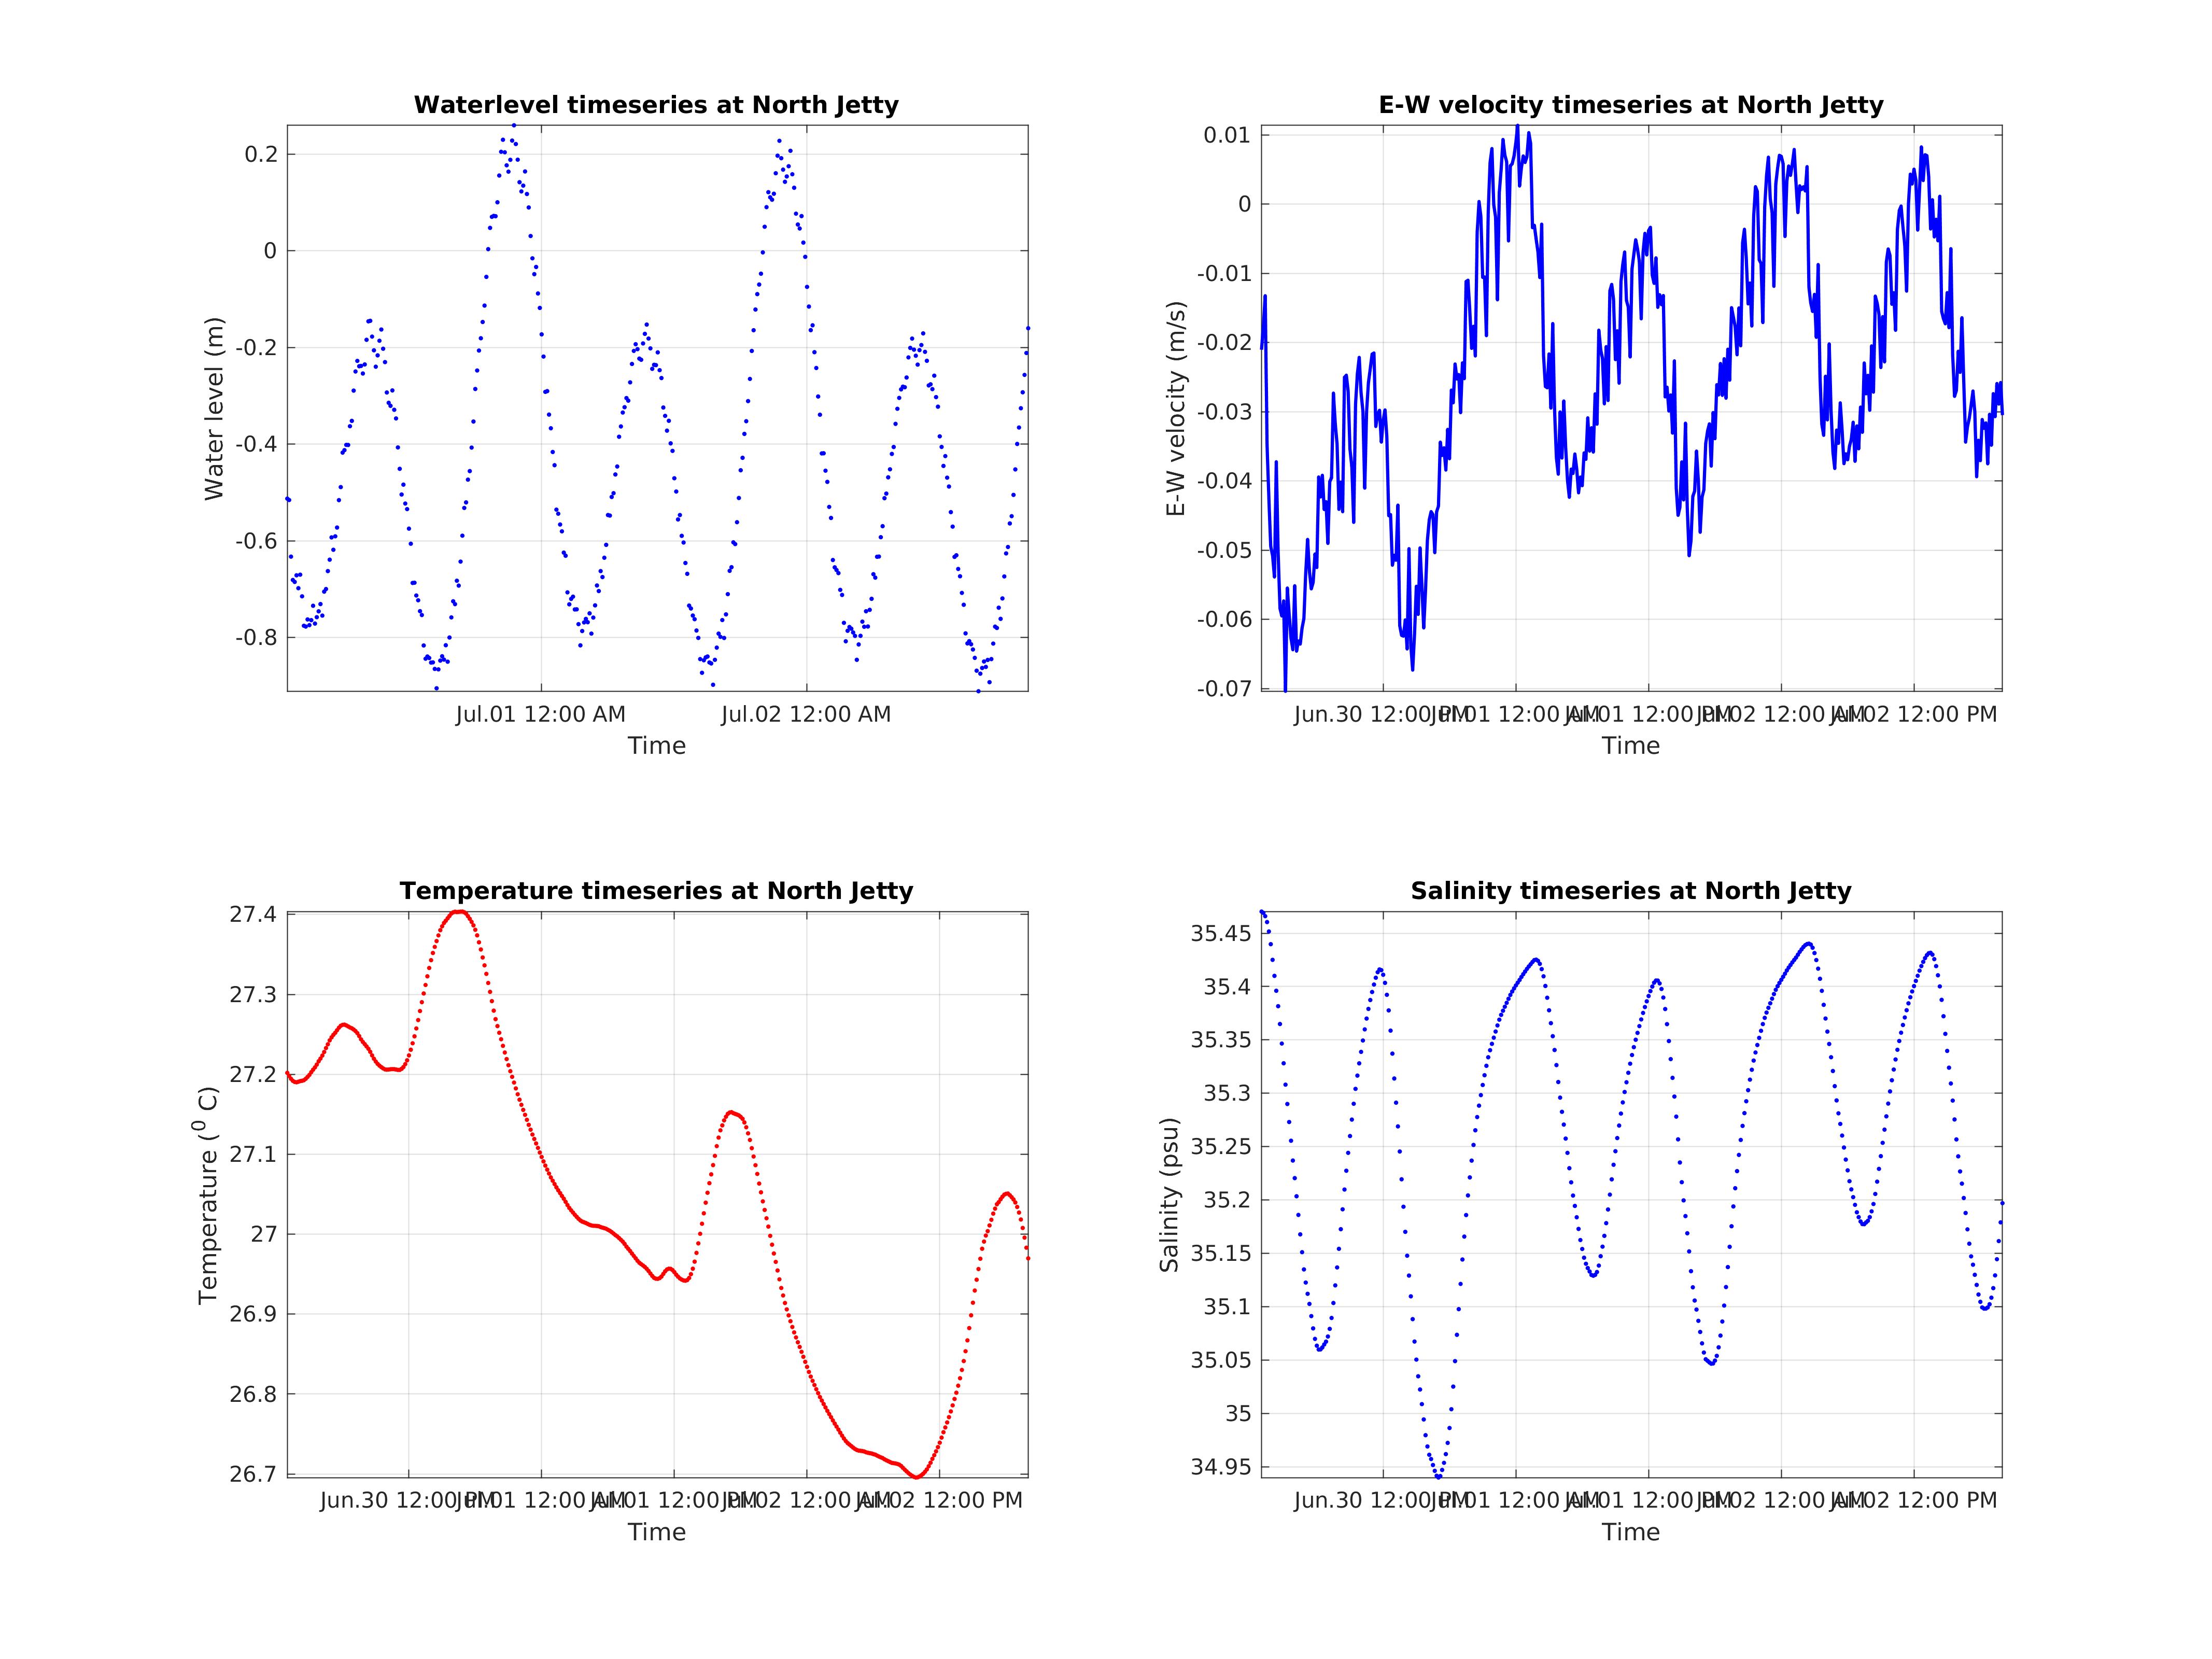 Waterlevel timeseries at North Jetty
0.2
0
-0.2
-0.4
-0.6
-0.8
Water level (m)
Jul.01 12:00 AM
Jul.02 12:00 AM
Time
E-W velocity timeseries at North Jetty
0.01
0
-0.01
-0.02
-0.03
-0.04
-0.05
-0.06
-0.07
E-W velocity (m/s)
Jun.30 12:00 PM
Jul.01 12:00 AM
Jul.01 12:00 PM
Jul.02 12:00 AM
Jul.02 12:00 PM
Time
Temperature timeseries at North Jetty
27.4
27.3
27.2
27.1
27
26.9
26.8
26.7
Temperature (⁰ C)
Jun.30 12:00 PM
Jul.01 12:00 AM
Jul.01 12:00 PM
Jul.02 12:00 AM
Jul.02 12:00 PM
Time
Salinity timeseries at North Jetty
35.45
35.4
35.35
35.3
35.25
35.2
35.15
35.1
35.05
35
34.95
Salinity (psu)
Jun.30 12:00 PM
Jul.01 12:00 AM
Jul.01 12:00 PM
Jul.02 12:00 AM
Jul.02 12:00 PM
Time